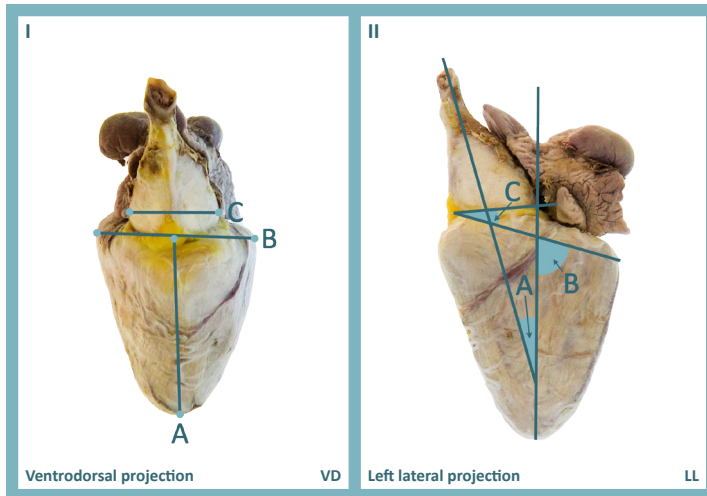 I
C
B
A
Ventrodorsal projection VD
II
C
A
B
Left lateral projection LL